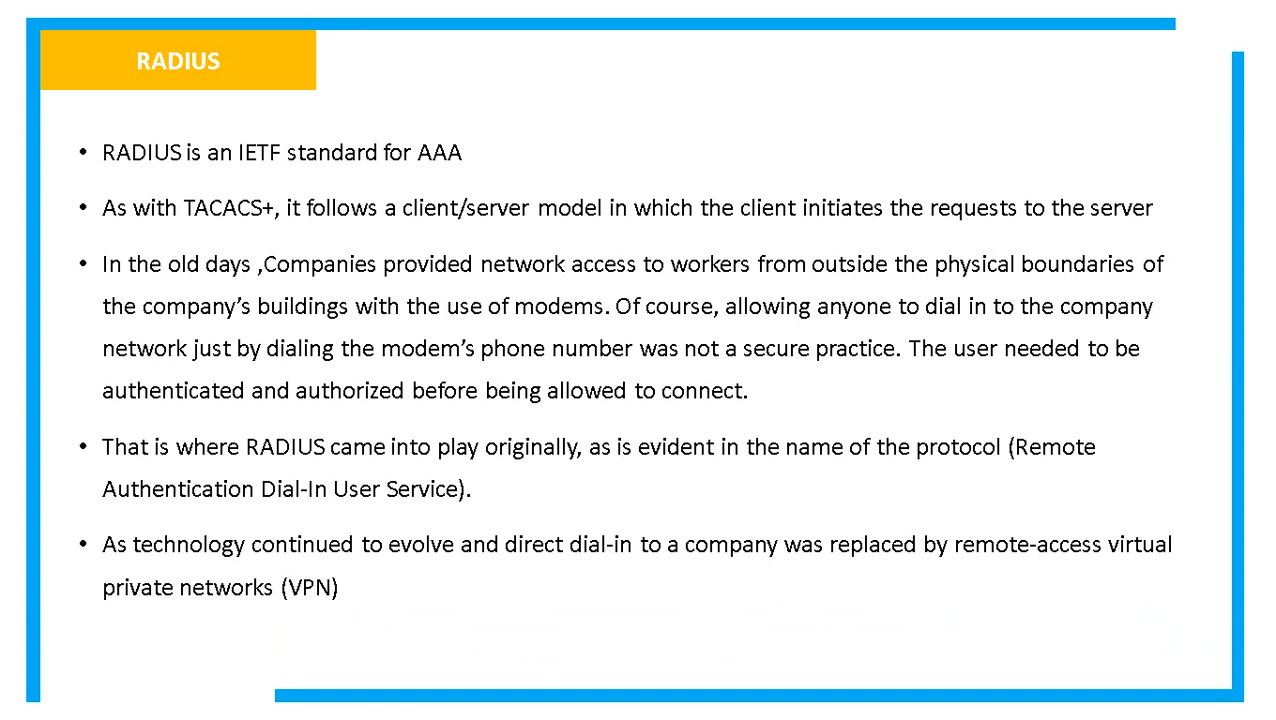 RADIUS
• RADIUS is an IETF standard for AAA
• As with TACACS+, it follows a client/server model in which the client initiates the requests to the server
• In the old days ,Companies provided network access to workers from outside the physical boundaries of
the company’s buildings with the use of modems. Of course, allowing anyone to dial in to the company
network just by dialing the modem’s phone number was not a secure practice. The user needed to be
authenticated and authorized before being allowed to connect.
• That is where RADIUS came into play originally, as is evident in the name of the protocol (Remote
Authentication Dial-In User Service).
• As technology continued to evolve and direct dial-in to a company was replaced by remote-access virtual
private networks (VPN)